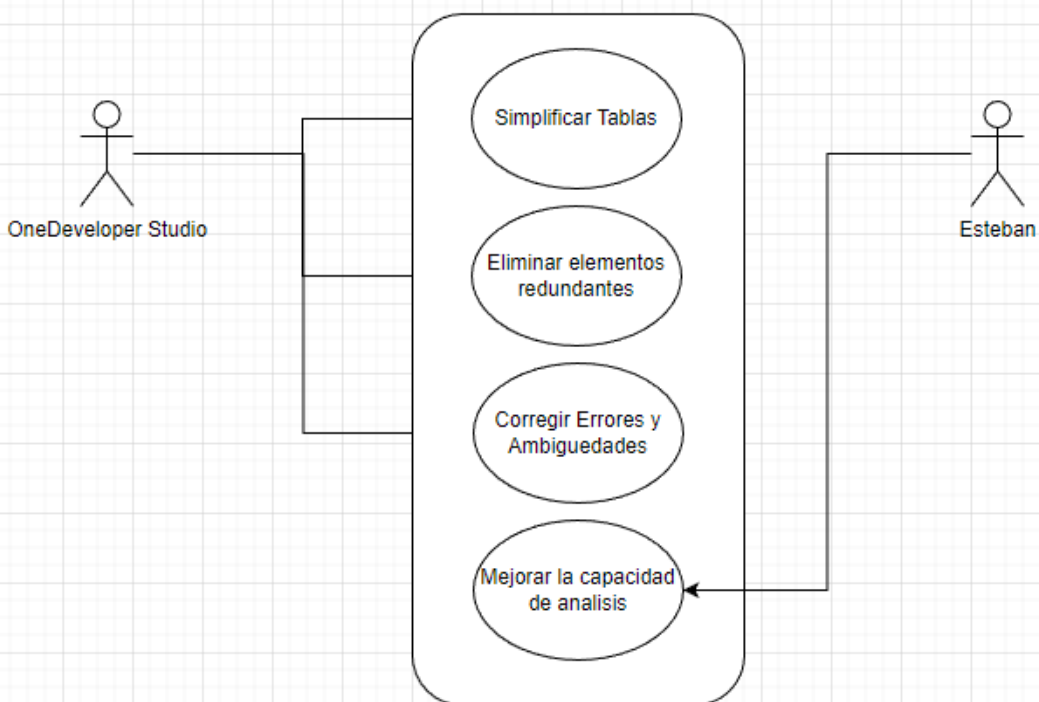 Simplificar Tablas
OneDeveloper Studio
Esteban
Eliminar elementos
redundantes
Corregir Errores y
Ambiguedades
Mejorar la capacidad
de analisis